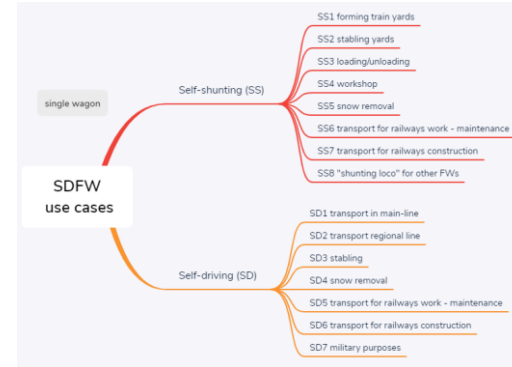 single wagon
SDFW
use cases
Self-shunting (SS)
SS1 forming train yards
SS2 stabling yards
SS3 loading/unloading
SS4 workshop
SS5 snow removal
SS6 transport for railways work - maintenance
SS7 transport for railways construction
SS8 "shunting loco" for other FWs
Self-driving (SD)
SD1 transport in main-line
SD2 transport regional line
SD3 stabling
SD4 snow removal
SD5 transport for railways work - maintenance
SD6 transport for railways construction
SD7 military purposes